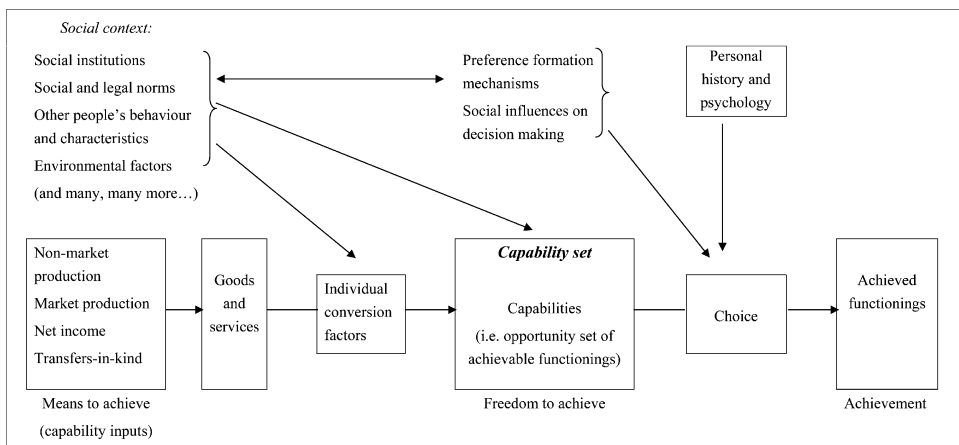 Social context:
Social institutions
Social and legal norms
Other people's behaviour
and characteristics
Environmental factors
(and many, many more…)
Preference formation
mechanisms
Social influences on
decision making
Personal
history and
psychology
Non-market
production
Market production
Net income
Transfers-in-kind
Goods
and
services
Individual
conversion
factors
Capability set
Capabilities
(i.e. opportunity set of
achievable functionings)
Choice
Achieved
functionings
Means to achieve
(capability inputs)
Freedom to achieve
Achievement